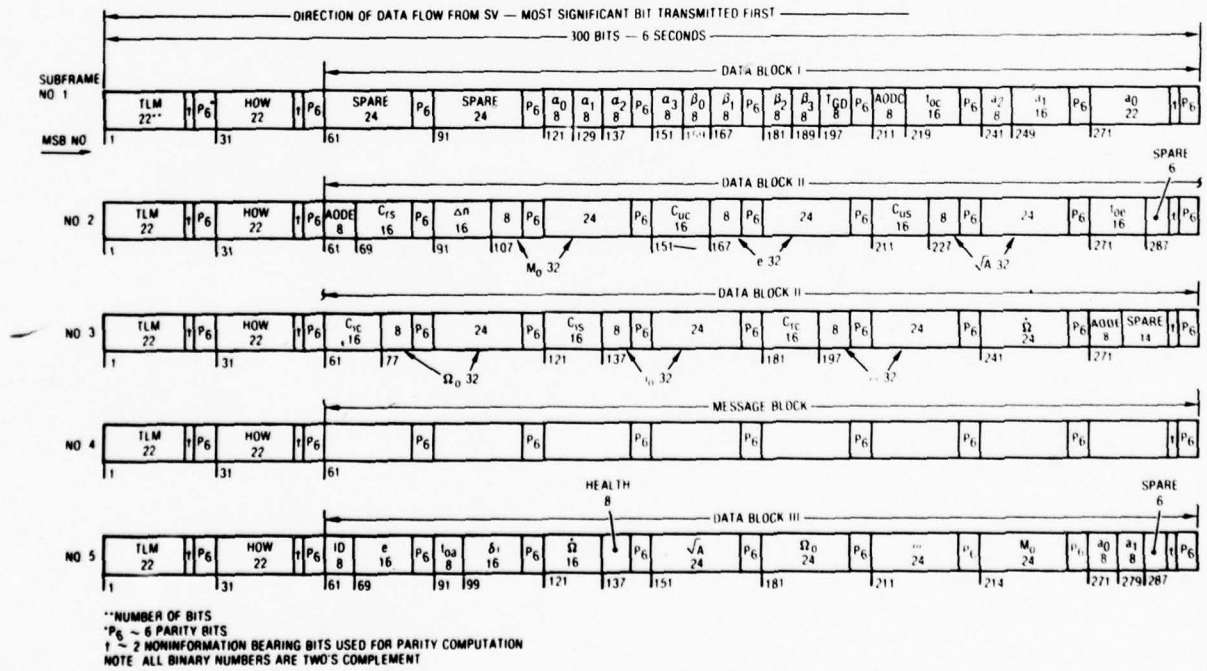 DIRECTION OF DATA FLOW FROM SV — MOST SIGNIFICANT BIT TRANSMITTED FIRST
300 BITS — 6 SECONDS
DATA BLOCK I
SUBFRAME
NO 1
TLM 22** t P6* HOW 22 t P6 SPARE 24 P6 SPARE 24 P6 α0 8 α1 8 α2 8 P6 α3 8 β0 8 β1 8 P6 β2 8 β3 8 TGD 8 P6 AODC 8 toc 16 P6 a2 8 a1 16 P6 a0 22 t P6
MSB NO
31 61 91 121 129 137 151 167 181 189 197 211 219 241 249 271
SPARE
6
DATA BLOCK II
NO 2
TLM 22 t P6 HOW 22 t P6 AODE 8 Crs 16 P6 Δn 16 8 P6 24 P6 Cuc 16 8 P6 24 P6 Cus 16 8 P6 24 P6 toe 16 t P6
1 31 61 69 91 107 151 167 211 227 271 287
M0 32 e 32 √A 32
DATA BLOCK II
NO 3
TLM 22 t P6 HOW 22 t P6 Cic 16 8 P6 24 P6 Cis 16 8 P6 24 P6 Crc 16 8 P6 24 P6 Ω̇ 24 P6 AODE 8 SPARE 14 t P6
1 31 61 77 121 137 181 197 241 271
Ω0 32 i0 32 32
MESSAGE BLOCK
NO 4
TLM 22 t P6 HOW 22 t P6 P6 P6 P6 P6 P6 P6 P6 t P6
1 31 61
HEALTH
8
SPARE
6
DATA BLOCK III
NO 5
TLM 22 t P6 HOW 22 t P6 ID 8 e 16 P6 toa 8 δi 16 P6 Ω̇ 16 P6 √A 24 P6 Ω0 24 P6 24 P6 M0 24 P6 a0 8 a1 8 t P6
1 31 61 69 91 99 121 137 151 181 211 214 271 279 287
**NUMBER OF BITS
*P6 ~ 6 PARITY BITS
t ~ 2 NONINFORMATION BEARING BITS USED FOR PARITY COMPUTATION
NOTE ALL BINARY NUMBERS ARE TWO'S COMPLEMENT